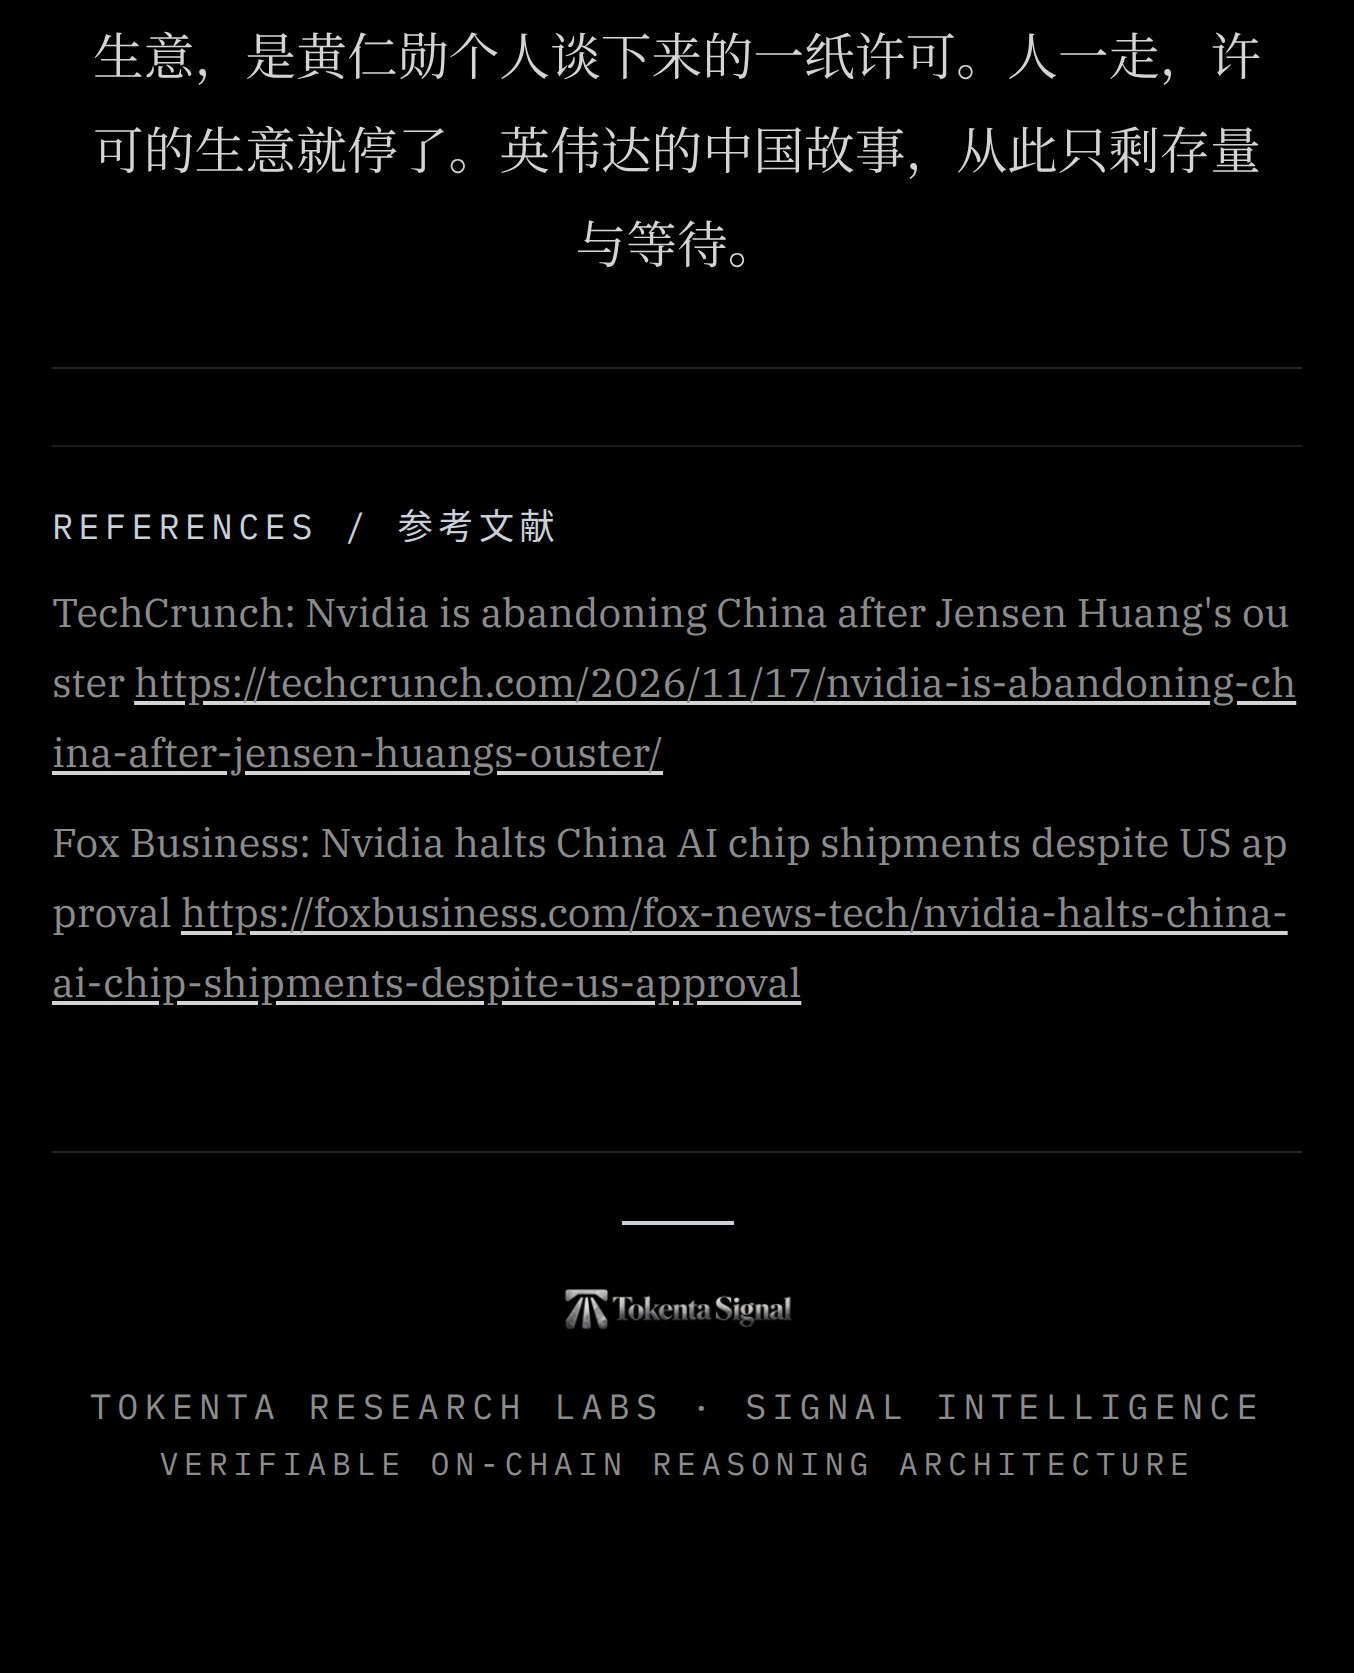 生意，是黄仁勋个人谈下来的一纸许可。人一走，许
可的生意就停了。英伟达的中国故事，从此只剩存量
与等待。
REFERENCES / 参考文献
TechCrunch: Nvidia is abandoning China after Jensen Huang's ou
ster https://techcrunch.com/2026/11/17/nvidia-is-abandoning-ch
ina-after-jensen-huangs-ouster/
Fox Business: Nvidia halts China AI chip shipments despite US ap
proval https://foxbusiness.com/fox-news-tech/nvidia-halts-china-
ai-chip-shipments-despite-us-approval
Tokenta Signal
TOKENTA RESEARCH LABS · SIGNAL INTELLIGENCE
VERIFIABLE ON-CHAIN REASONING ARCHITECTURE